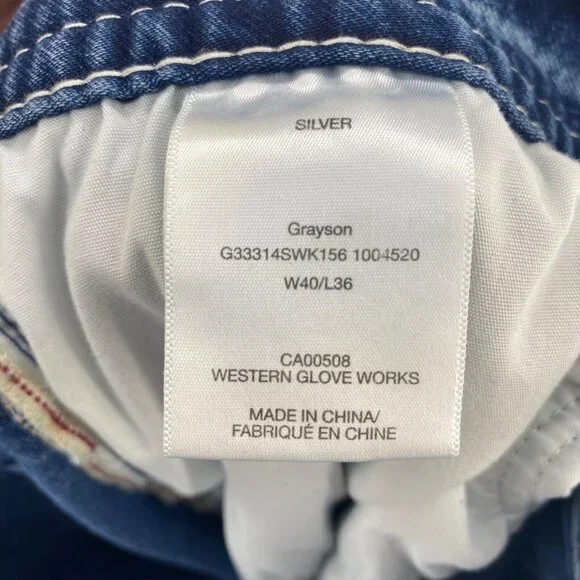 SILVER
Grayson
G33314SWK156 1004520
W40/L36
CA00508
WESTERN GLOVE WORKS
MADE IN CHINA/
FABRIQUÉ EN CHINE